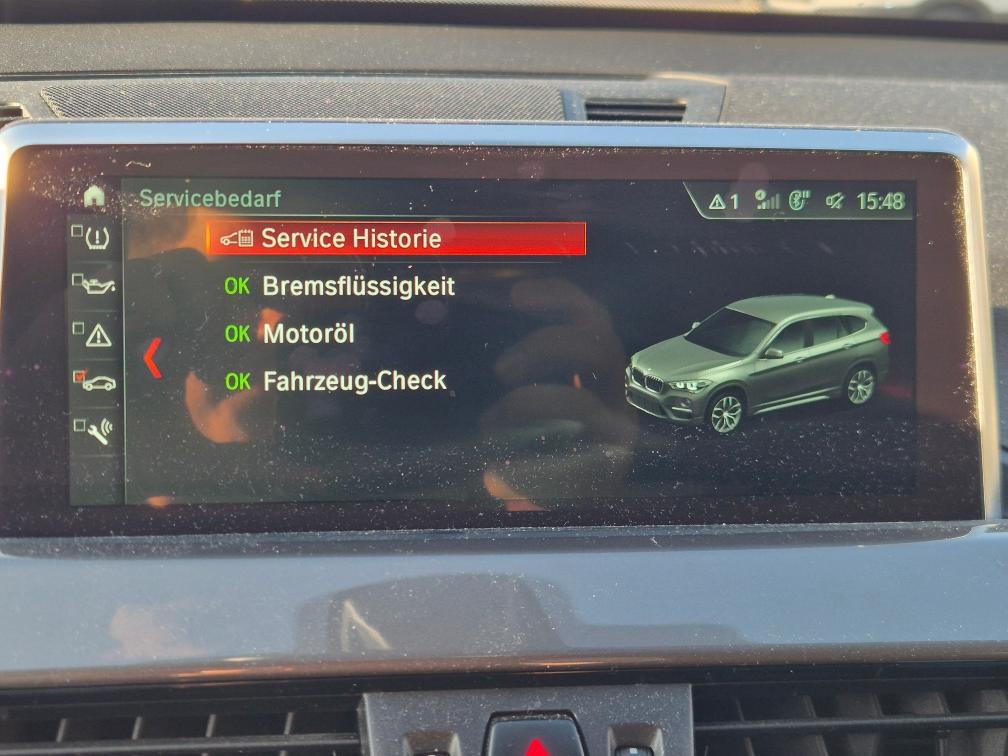 Servicebedarf
1 15:48
Service Historie
OK Bremsflüssigkeit
OK Motoröl
OK Fahrzeug-Check